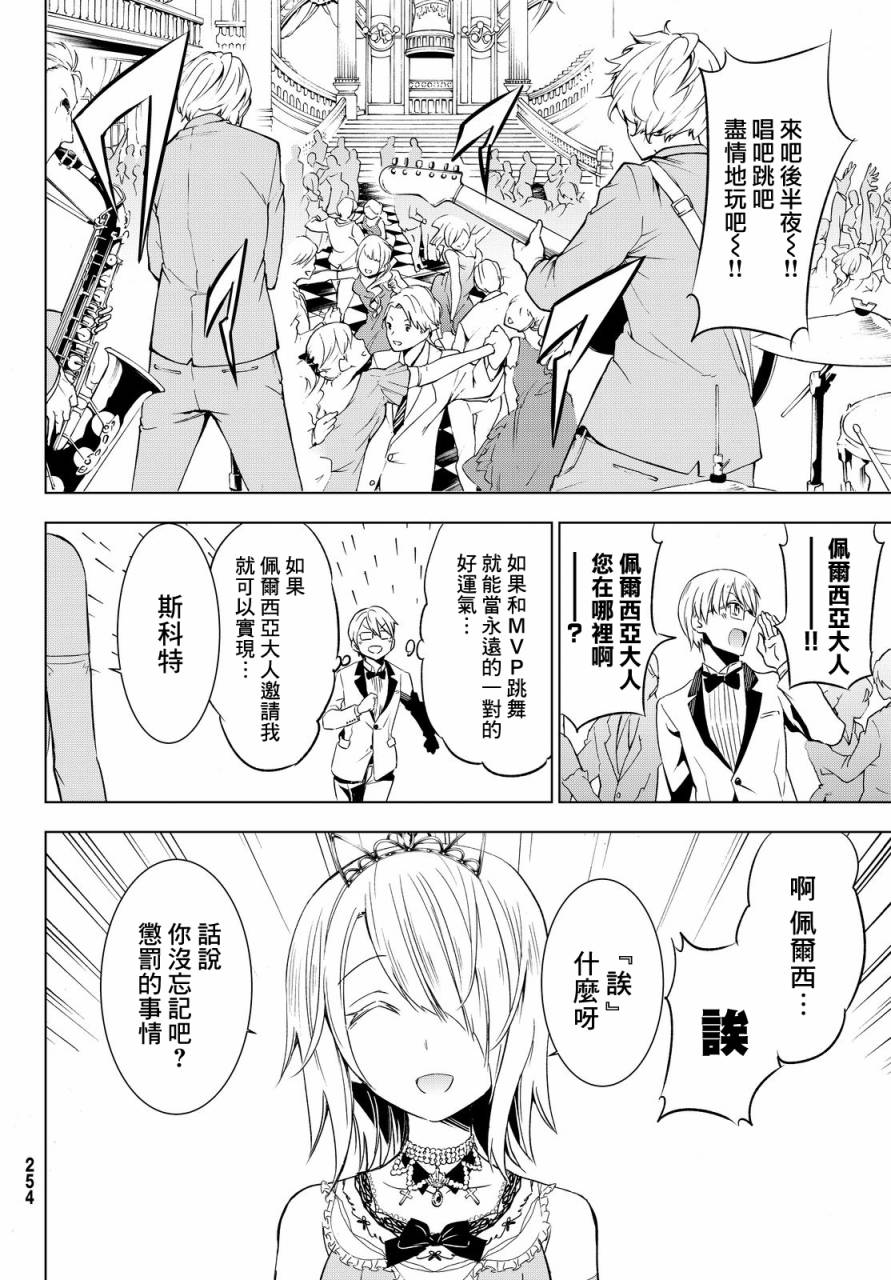 來吧後半夜~!!
唱吧跳吧
盡情地玩吧~!!
佩爾西亞大人
——!!
佩爾西亞大人
您在哪裡啊
——?
如果和MVP跳舞
就能當永遠的一對的
好運氣…
如果
佩爾西亞大人邀請我
就可以實現…
斯科特
啊 佩爾西…
誒
『誒』
什麼呀
話說
你沒忘記吧?
懲罰的事情
254